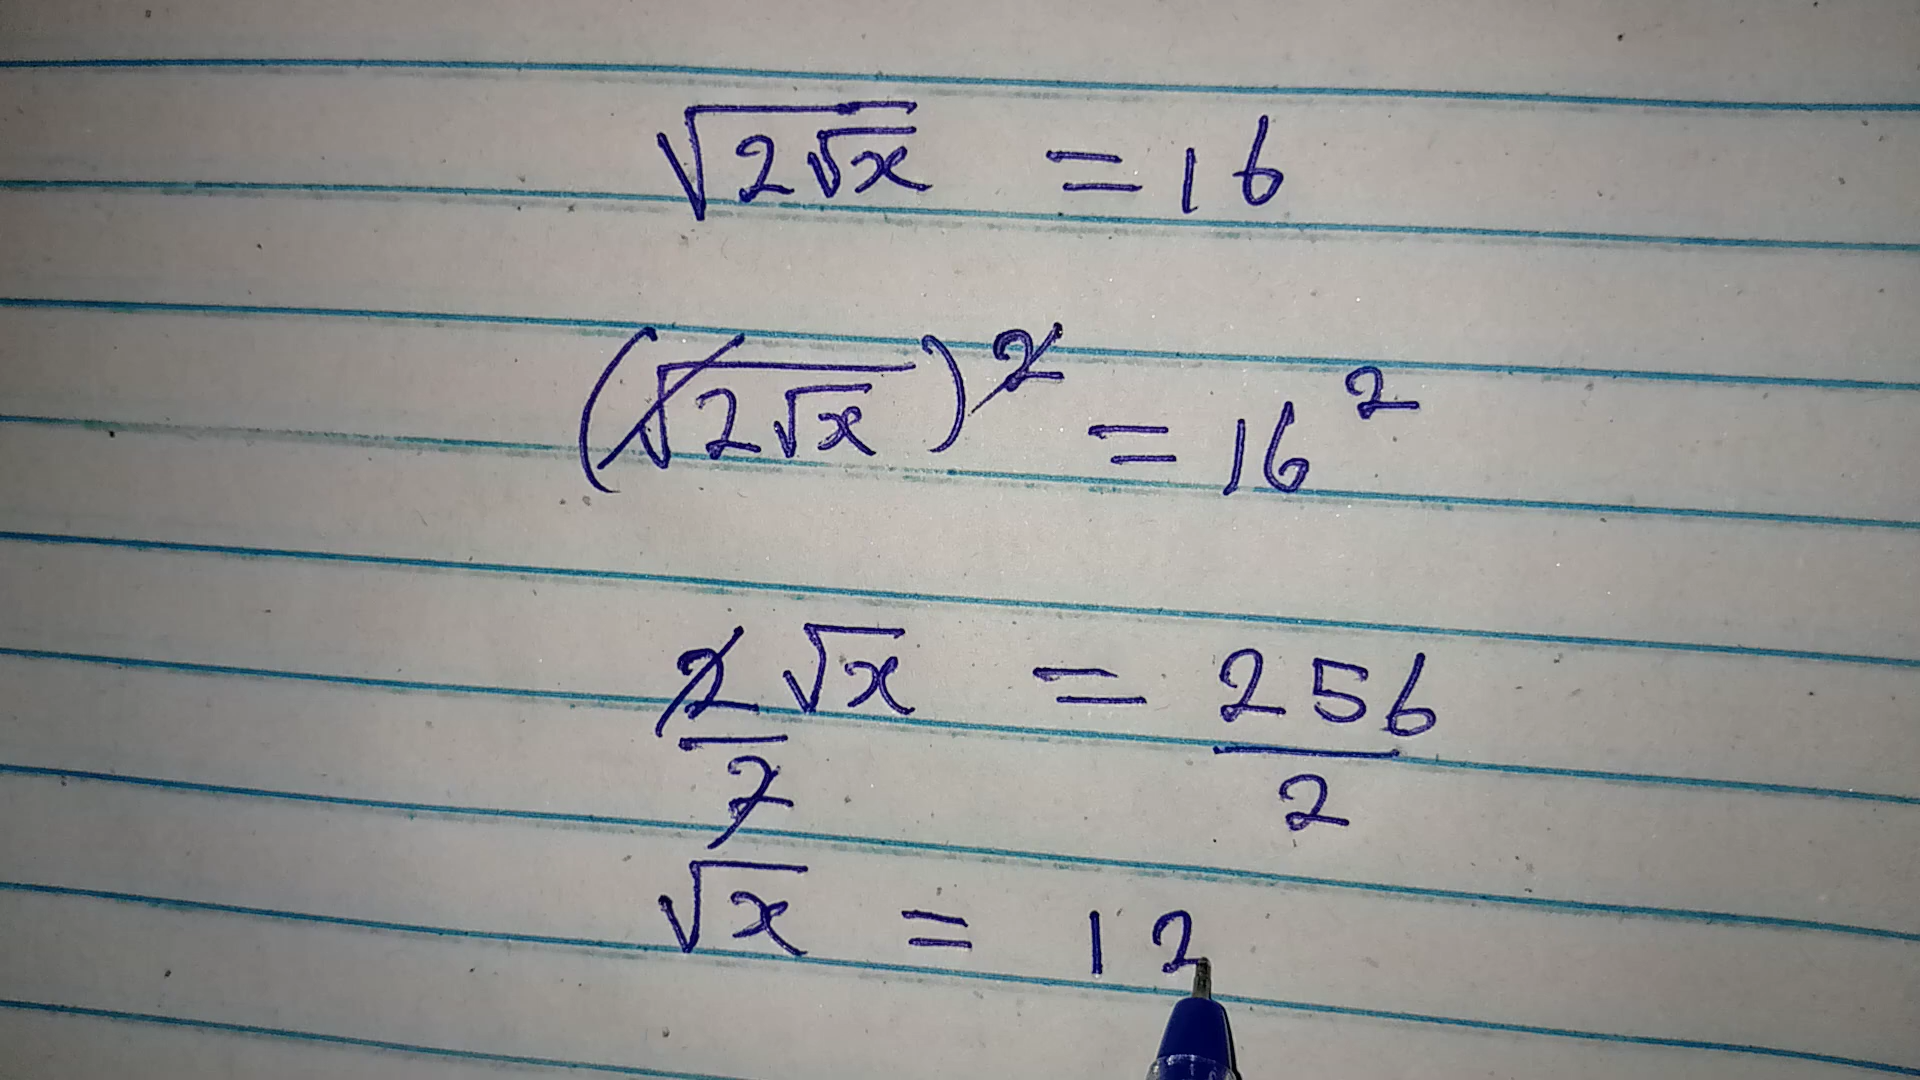 √(2√x) = 16
(√(2√x))² = 16²
2√x = 256
2 2
√x = 12